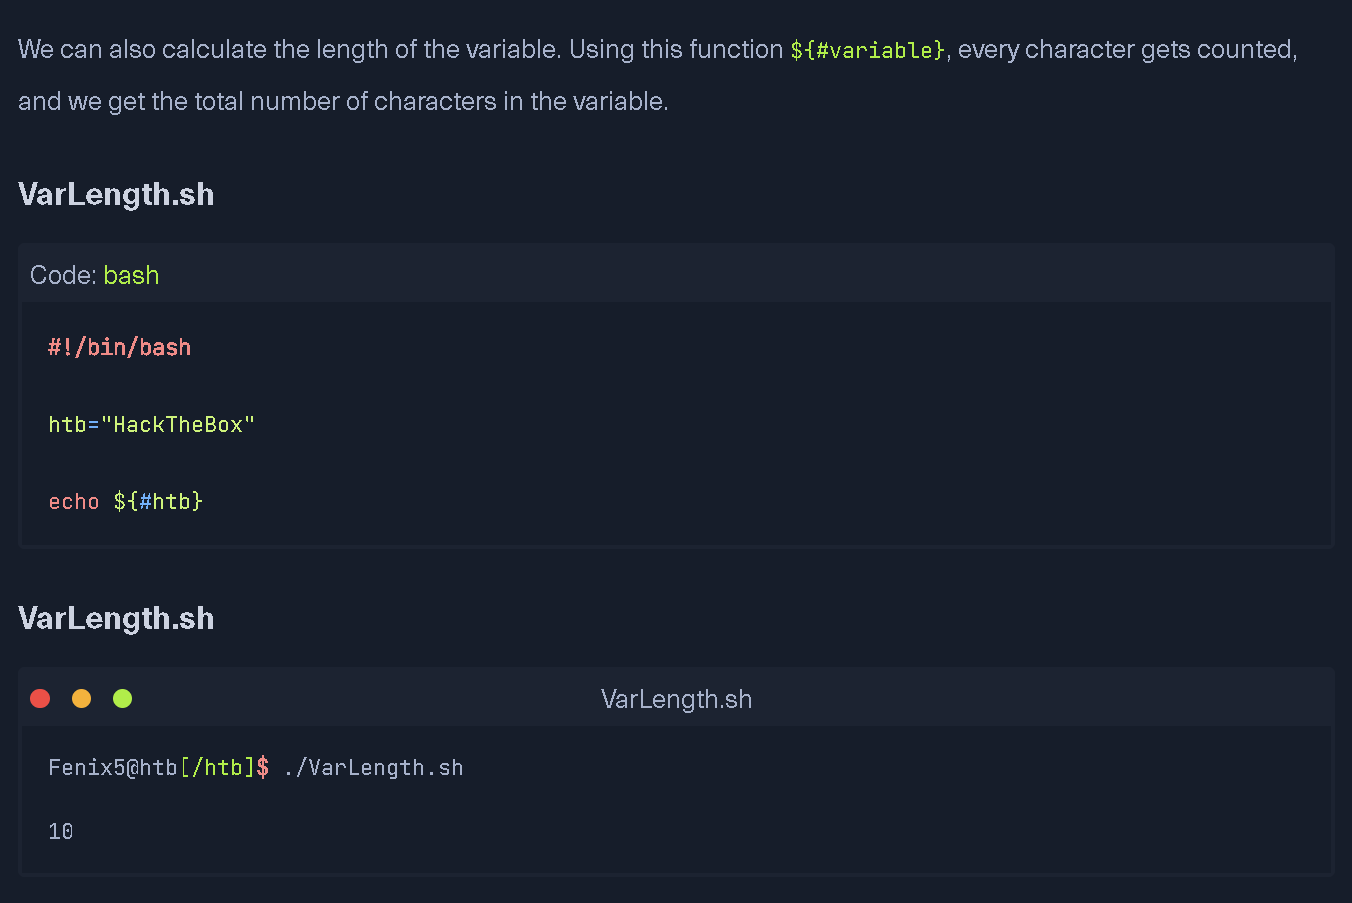 We can also calculate the length of the variable. Using this function ${#variable}, every character gets counted,
and we get the total number of characters in the variable.
VarLength.sh
Code: bash
#!/bin/bash
htb="HackTheBox"
echo ${#htb}
VarLength.sh
VarLength.sh
Fenix5@htb[/htb]$ ./VarLength.sh
10